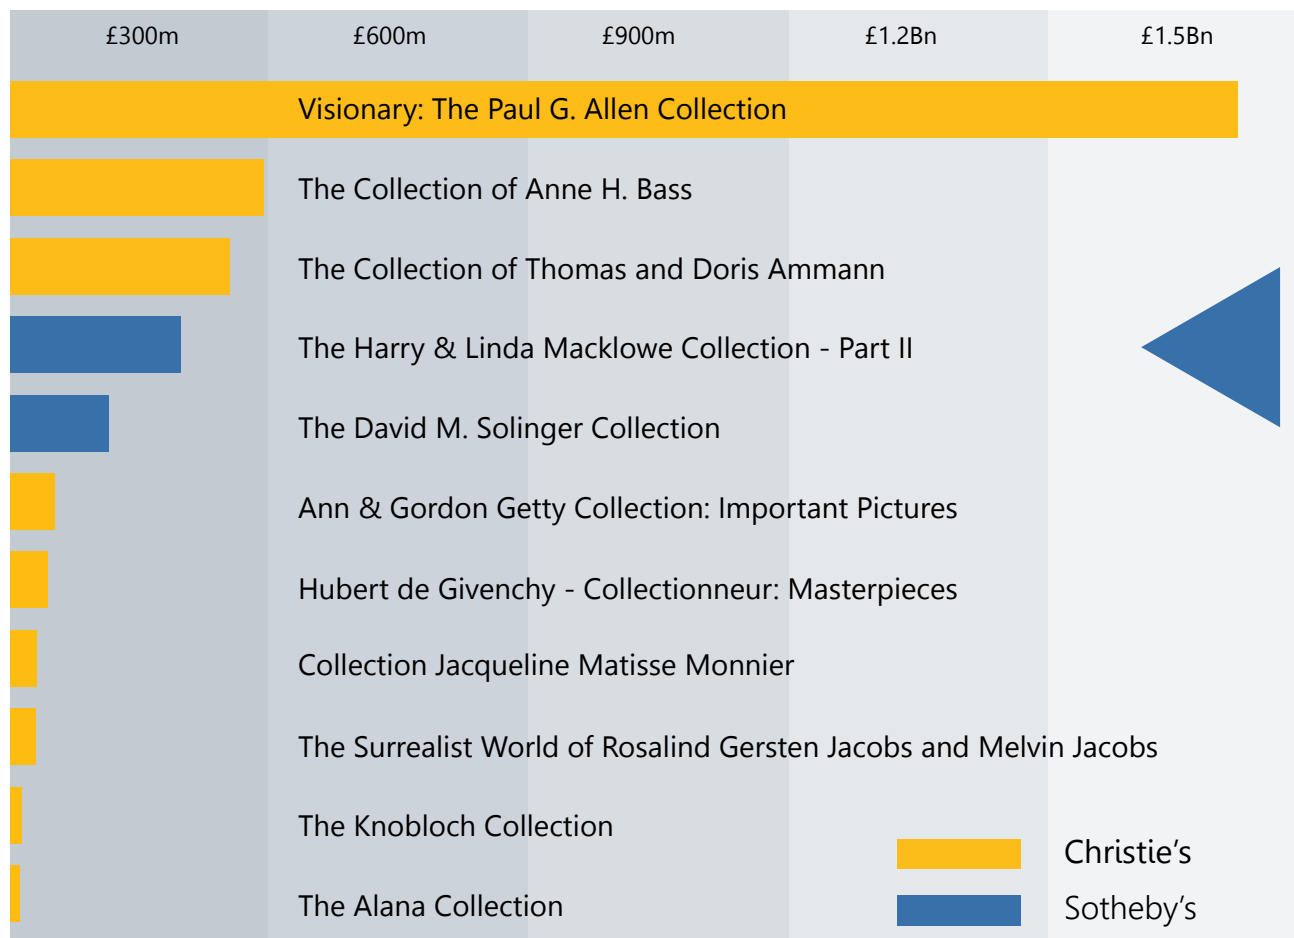 £300m £600m £900m £1.2Bn £1.5Bn
Visionary: The Paul G. Allen Collection
The Collection of Anne H. Bass
The Collection of Thomas and Doris Ammann
The Harry & Linda Macklowe Collection - Part II
The David M. Solinger Collection
Ann & Gordon Getty Collection: Important Pictures
Hubert de Givenchy - Collectionneur: Masterpieces
Collection Jacqueline Matisse Monnier
The Surrealist World of Rosalind Gersten Jacobs and Melvin Jacobs
The Knobloch Collection
The Alana Collection
Christie's
Sotheby's